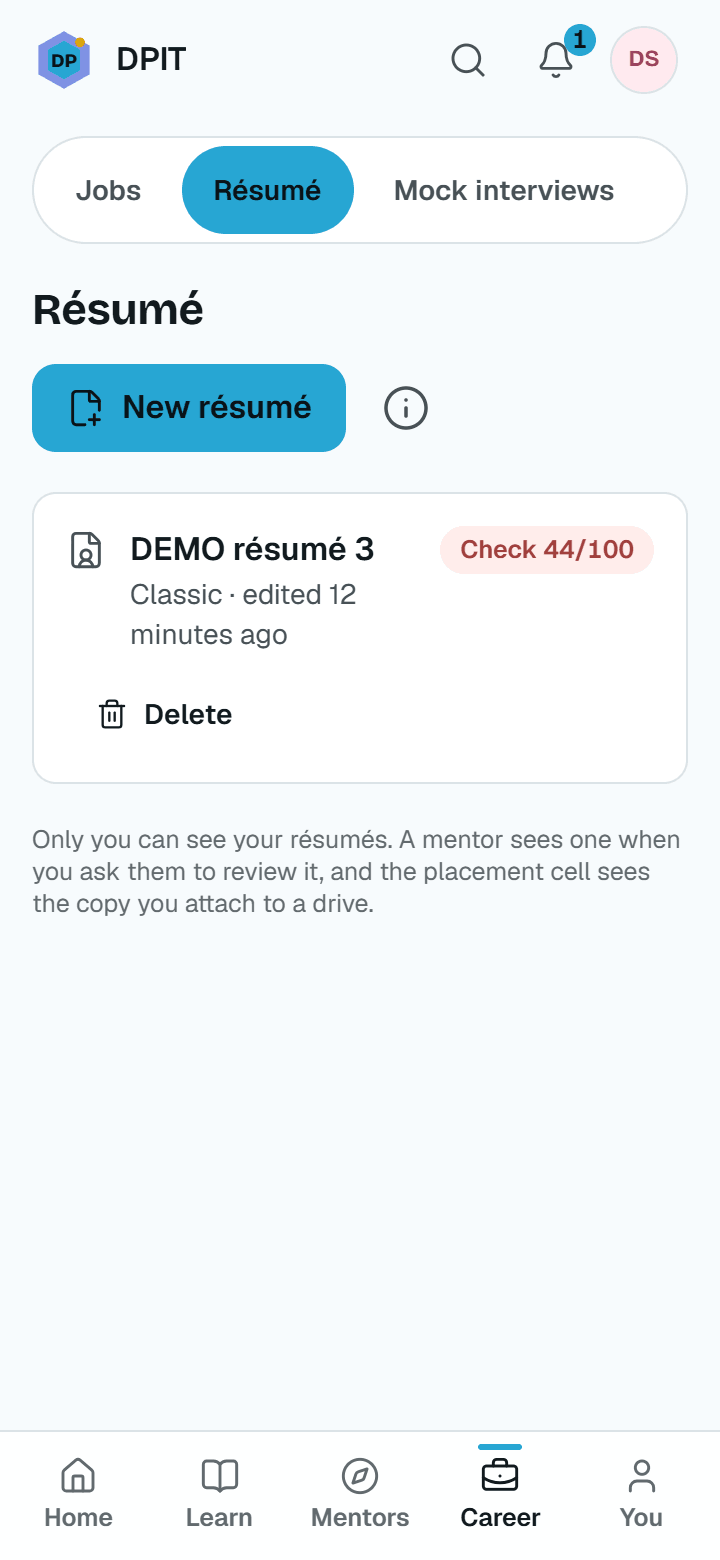 DP
DPIT
1
DS
Jobs
Résumé
Mock interviews
Résumé
New résumé
DEMO résumé 3
Check 44/100
Classic · edited 12
minutes ago
Delete
Only you can see your résumés. A mentor sees one when
you ask them to review it, and the placement cell sees
the copy you attach to a drive.
Home
Learn
Mentors
Career
You